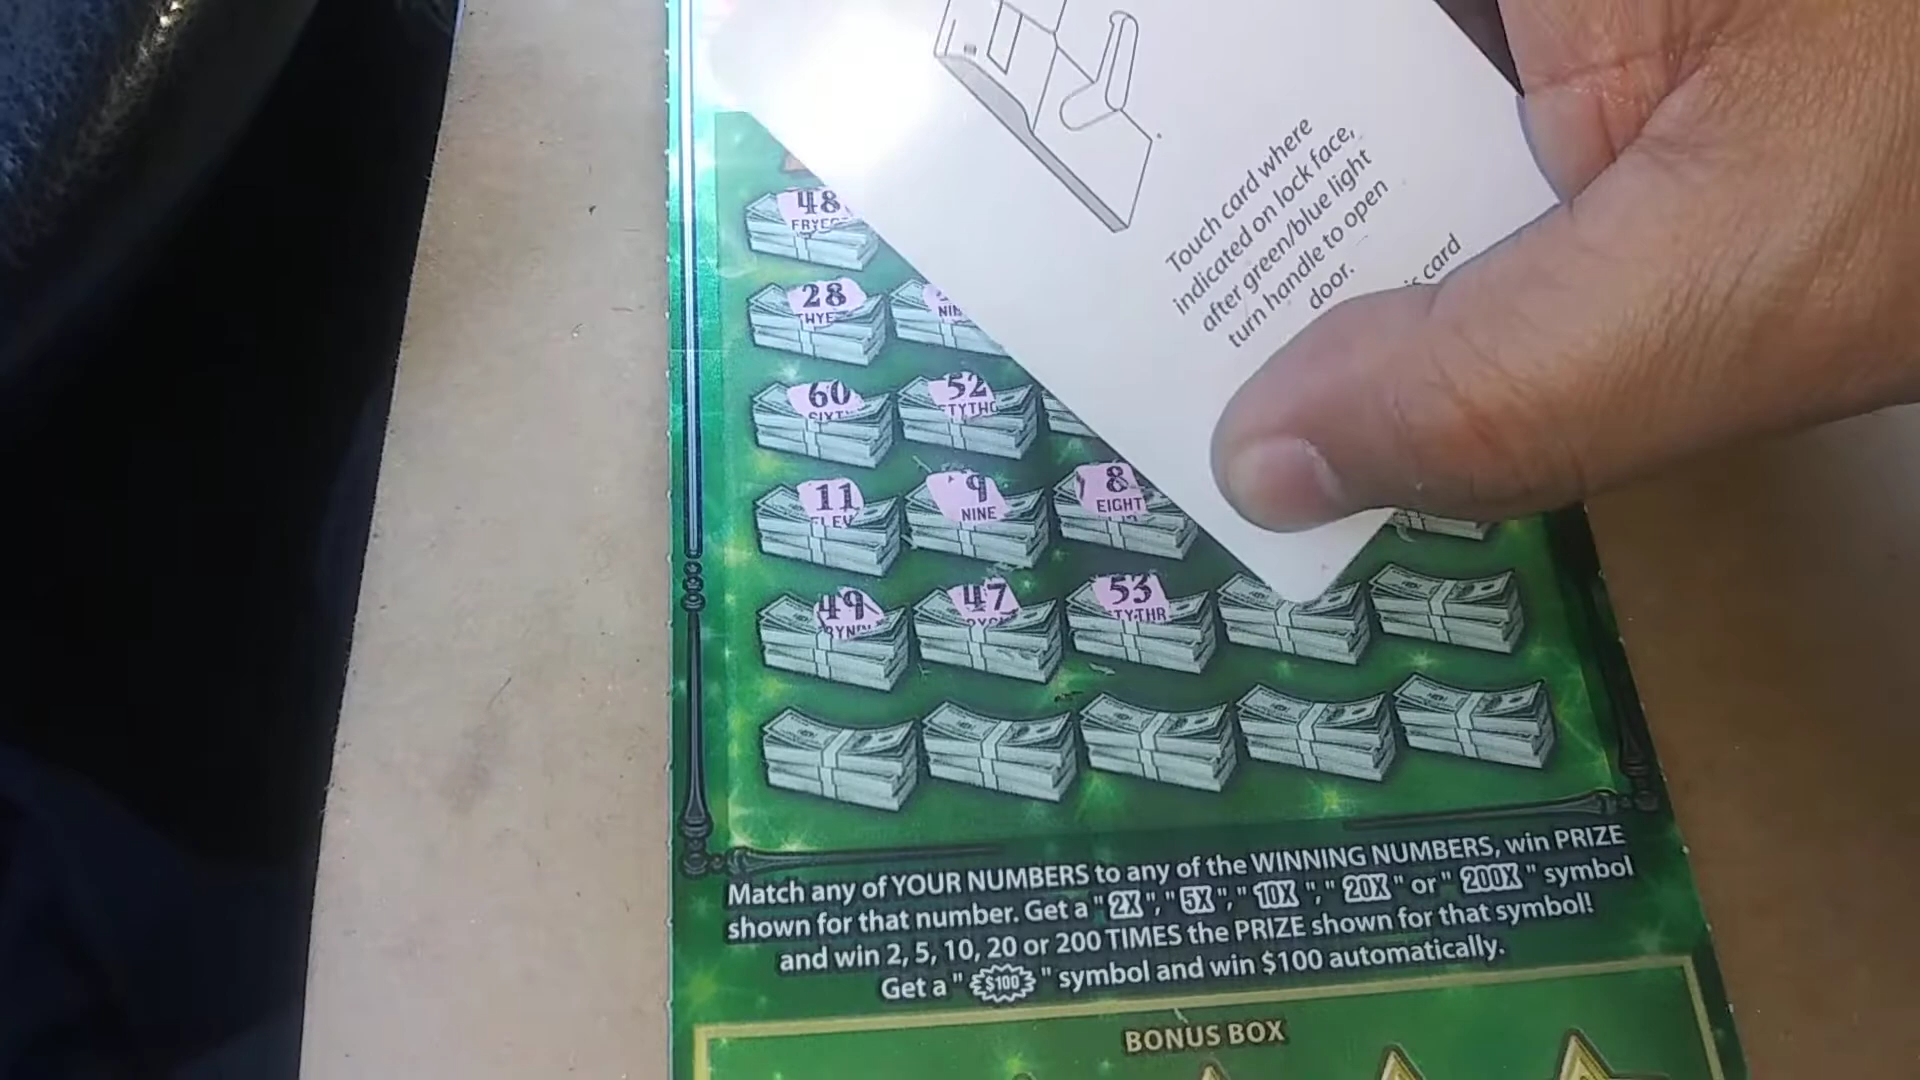 Touch card where
indicated on lock face,
after green/blue light
turn handle to open
door.
card
48
28
60
52
TYTHO
11
ELEV
9
NINE
8
EIGHT
49
47
53
TYTHR
Match any of YOUR NUMBERS to any of the WINNING NUMBERS, win PRIZE
shown for that number. Get a "2X", "5X", "10X", "20X" or "200X" symbol
and win 2, 5, 10, 20 or 200 TIMES the PRIZE shown for that symbol!
Get a "$100" symbol and win $100 automatically.
BONUS BOX